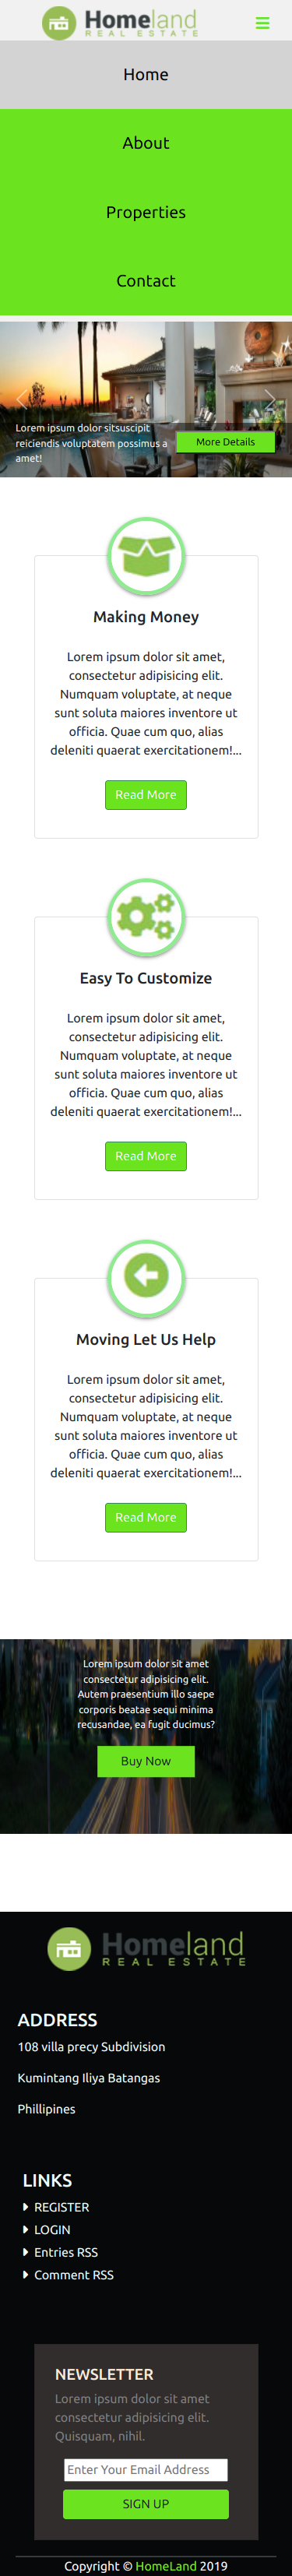 Homeland
REAL ESTATE
Home
About
Properties
Contact
Lorem ipsum dolor sitsuscipit
reiciendis voluptatem possimus a
amet!
More Details
Making Money
Lorem ipsum dolor sit amet,
consectetur adipisicing elit.
Numquam voluptate, at neque
sunt soluta maiores inventore ut
officia. Quae cum quo, alias
deleniti quaerat exercitationem!...
Read More
Easy To Customize
Lorem ipsum dolor sit amet,
consectetur adipisicing elit.
Numquam voluptate, at neque
sunt soluta maiores inventore ut
officia. Quae cum quo, alias
deleniti quaerat exercitationem!...
Read More
Moving Let Us Help
Lorem ipsum dolor sit amet,
consectetur adipisicing elit.
Numquam voluptate, at neque
sunt soluta maiores inventore ut
officia. Quae cum quo, alias
deleniti quaerat exercitationem!...
Read More
Lorem ipsum dolor sit amet
consectetur adipisicing elit.
Autem praesentium illo saepe
corporis beatae sequi minima
recusandae, ea fugit ducimus?
Buy Now
Homeland
REAL ESTATE
ADDRESS
108 villa precy Subdivision
Kumintang Iliya Batangas
Phillipines
LINKS
REGISTER
LOGIN
Entries RSS
Comment RSS
NEWSLETTER
Lorem ipsum dolor sit amet
consectetur adipisicing elit.
Quisquam, nihil.
Enter Your Email Address
SIGN UP
Copyright © HomeLand 2019